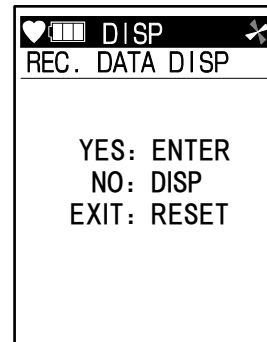 DISP
REC. DATA DISP
YES: ENTER
NO: DISP
EXIT: RESET